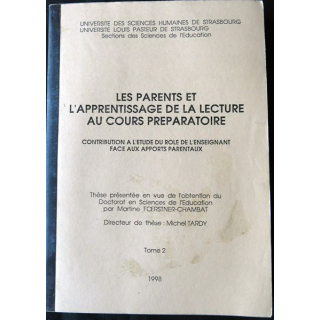 UNIVERSITE DES SCIENCES HUMAINES DE STRASBOURG
UNIVERSITE LOUIS PASTEUR DE STRASBOURG
Sections des Sciences de l'Education
LES PARENTS ET
L'APPRENTISSAGE DE LA LECTURE
AU COURS PREPARATOIRE
CONTRIBUTION A L'ETUDE DU ROLE DE L'ENSEIGNANT
FACE AUX APPORTS PARENTAUX
Thèse présentée en vue de l'obtention du
Doctorat en Sciences de l'Education
par Martine FŒRSTNER-CHAMBAT
Directeur de thèse : Michel TARDY
Tome 2
1998